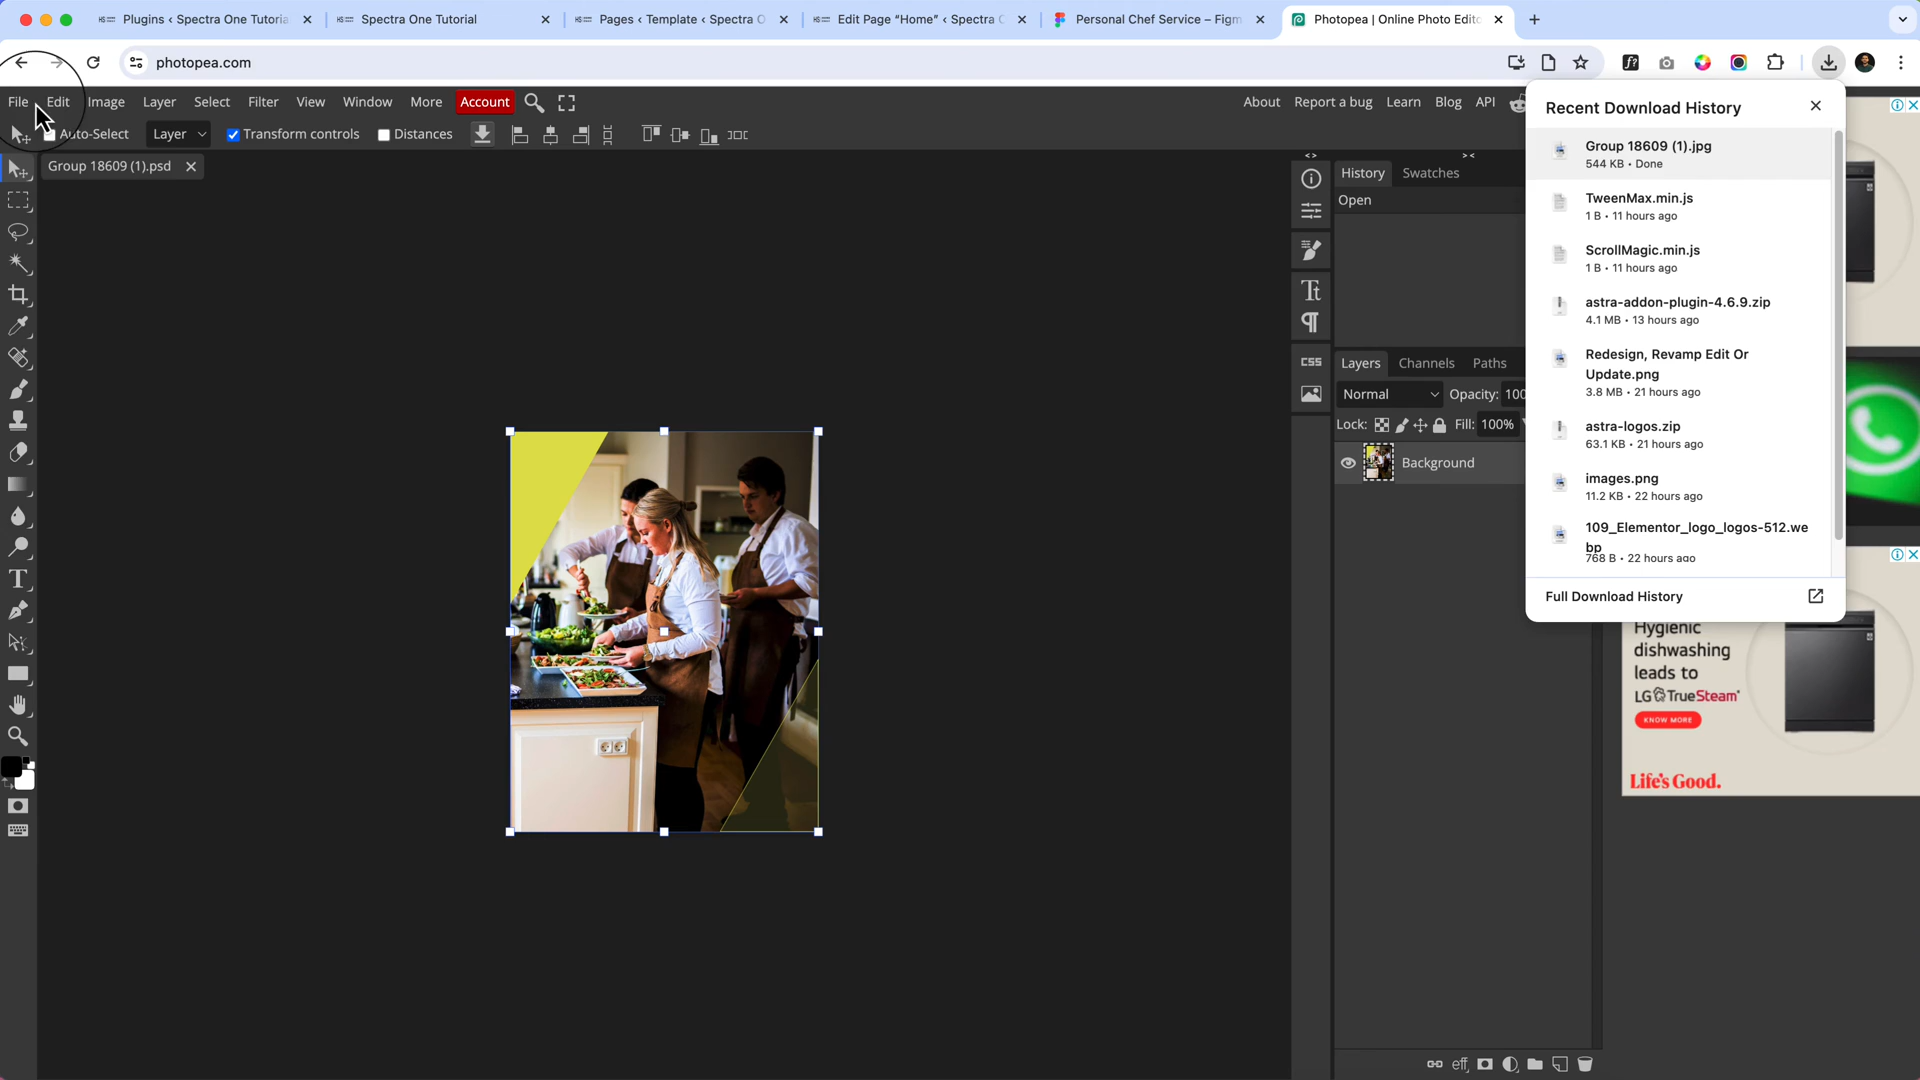 Plugins ‹ Spectra One Tutoria
Spectra One Tutorial
Pages ‹ Template ‹ Spectra O
Edit Page “Home” ‹ Spectra O
Personal Chef Service – Figm
Photopea | Online Photo Edito
photopea.com
File Edit Image Layer Select Filter View Window More Account
About Report a bug Learn Blog API
Auto-Select Layer Transform controls Distances
Group 18609 (1).psd
History Swatches
Open
CSS
Layers Channels Paths
Normal Opacity: 100
Lock: Fill: 100%
Background
eff
Recent Download History
Group 18609 (1).jpg
544 KB • Done
TweenMax.min.js
1 B • 11 hours ago
ScrollMagic.min.js
1 B • 11 hours ago
astra-addon-plugin-4.6.9.zip
4.1 MB • 13 hours ago
Redesign, Revamp Edit Or
Update.png
3.8 MB • 21 hours ago
astra-logos.zip
63.1 KB • 21 hours ago
images.png
11.2 KB • 22 hours ago
109_Elementor_logo_logos-512.we
bp
768 B • 22 hours ago
Full Download History
Hygienic
dishwashing
leads to
LG TrueSteam
KNOW MORE
Life's Good.